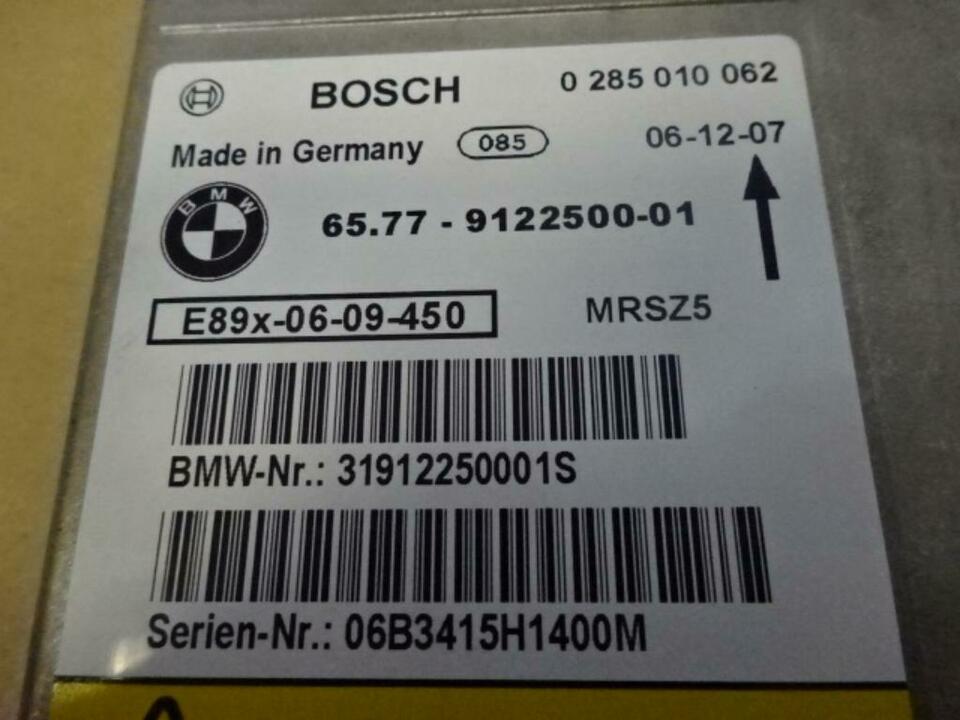 BOSCH 0 285 010 062
Made in Germany 085 06-12-07
BMW 65.77 - 9122500-01
E89x-06-09-450 MRSZ5
BMW-Nr.: 31912250001S
Serien-Nr.: 06B3415H1400M